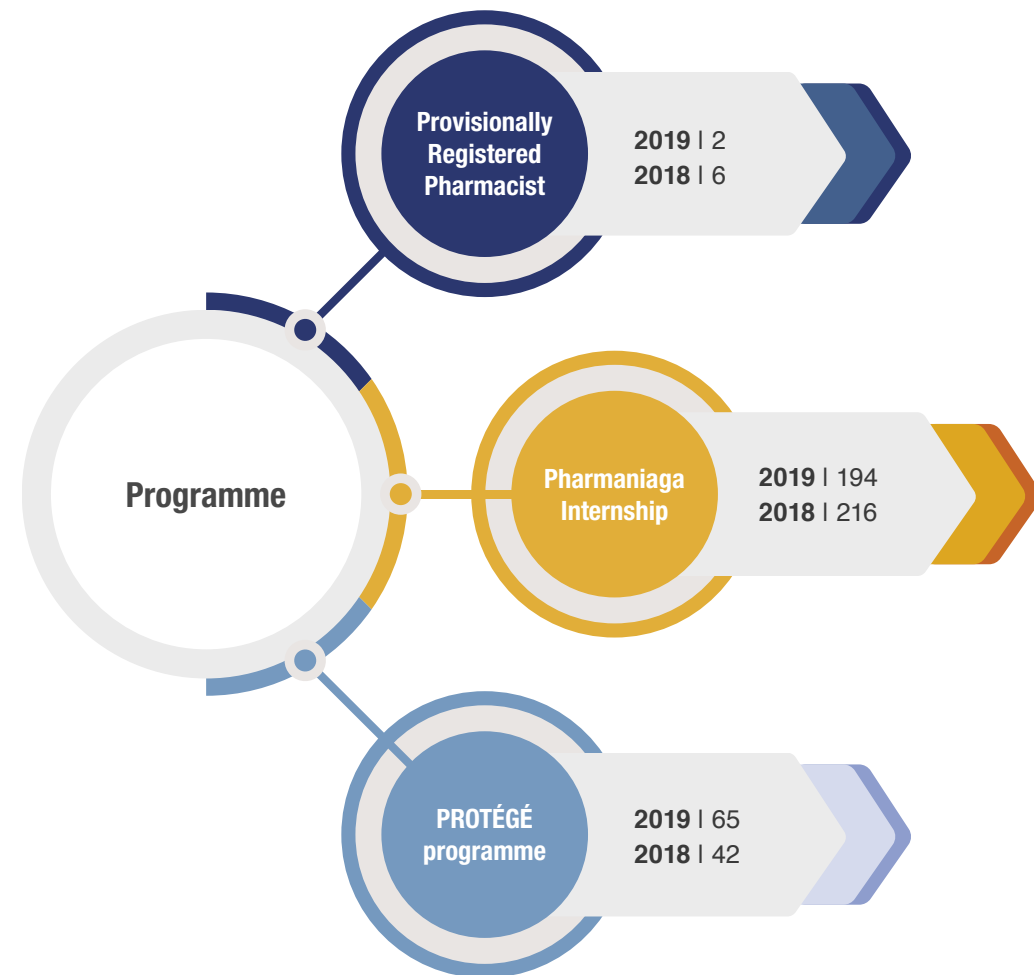 Programme
Provisionally
Registered
Pharmacist
2019 | 2
2018 | 6
Pharmaniaga
Internship
2019 | 194
2018 | 216
PROTÉGÉ
programme
2019 | 65
2018 | 42